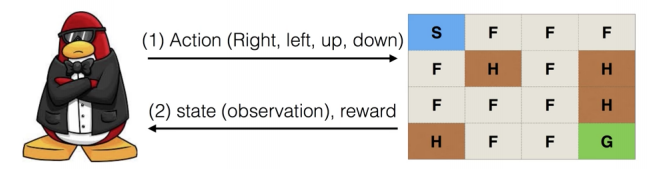 (1) Action (Right, left, up, down)
(2) state (observation), reward
S F F F
F H F H
F F F H
H F F G